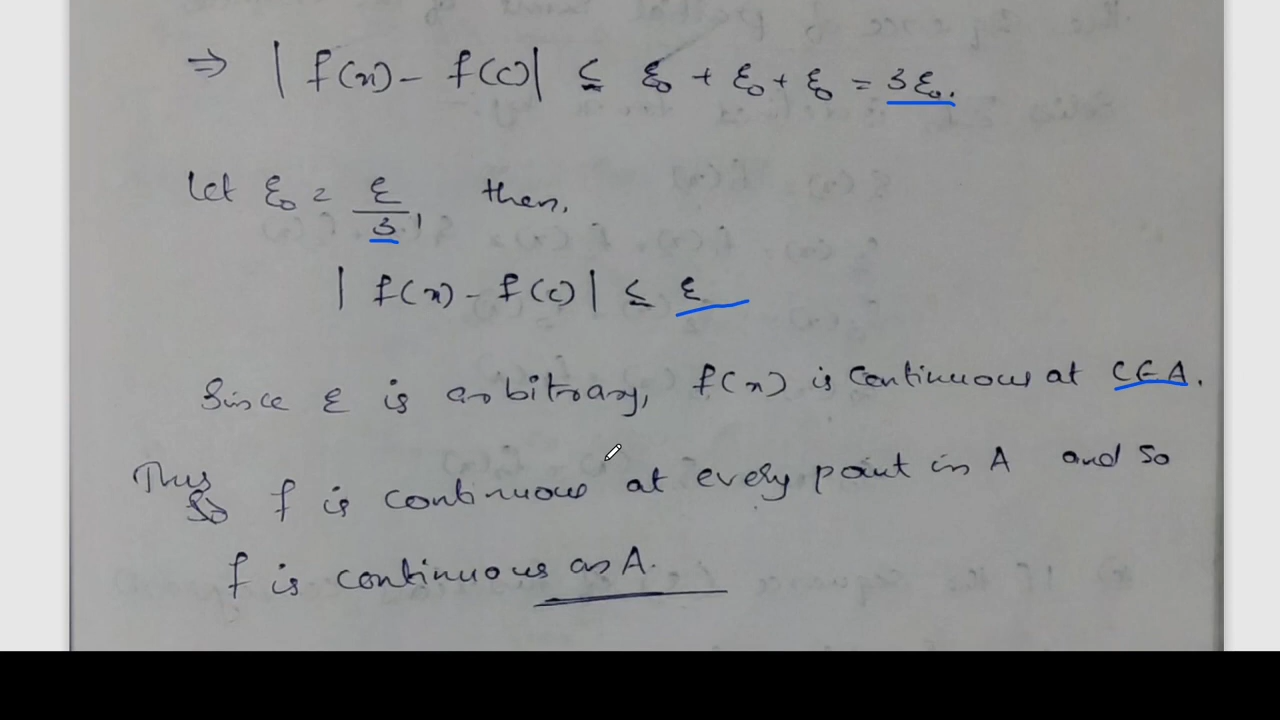 ⇒ | f(x) - f(c) | ≤ ε₀ + ε₀ + ε₀ = 3ε₀.
Let ε₀ = ε/3, then,
| f(x) - f(c) | ≤ ε
Since ε is arbitrary, f(x) is continuous at c ∈ A.
Thus f is continuous at every point in A and so
f is continuous on A.